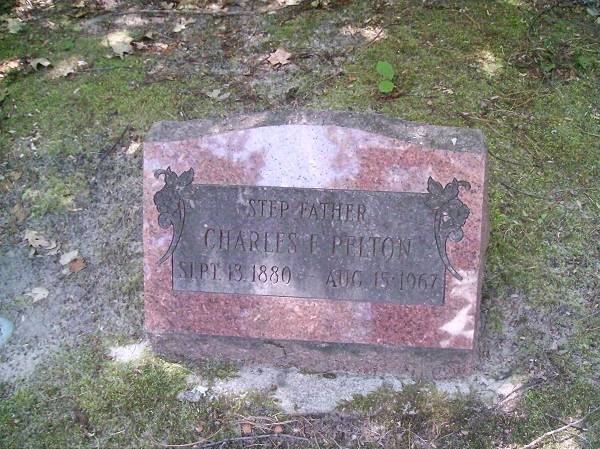 STEP FATHER
CHARLES F. PELTON
SEPT. 13. 1880 - AUG. 15-1967